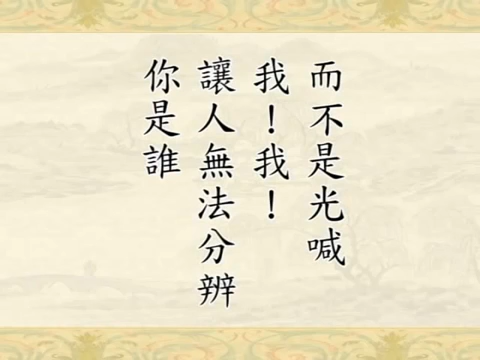 而不是光喊
我！我！
讓人無法分辨
你是誰